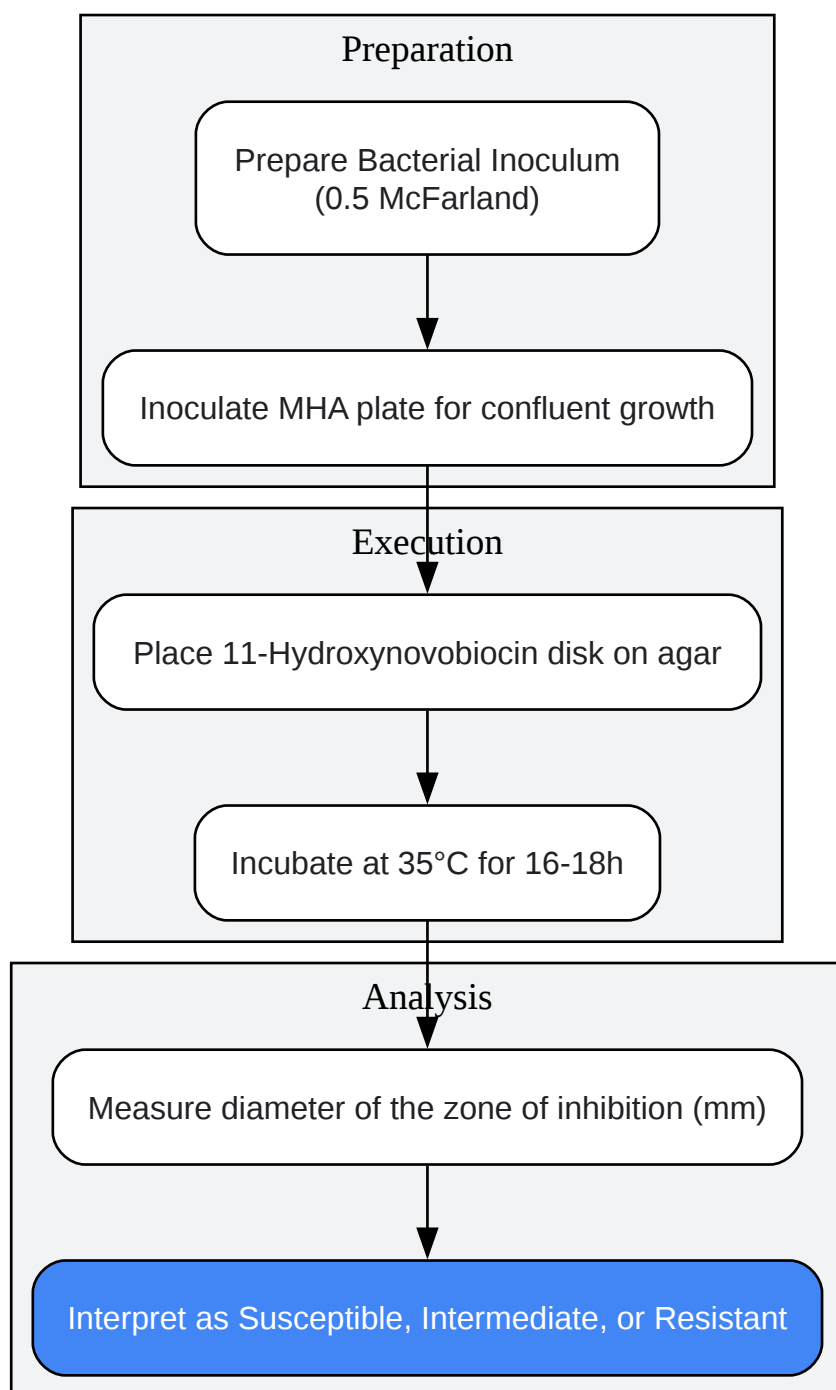 Preparation
Prepare Bacterial Inoculum
(0.5 McFarland)
Inoculate MHA plate for confluent growth
Execution
Place 11-Hydroxynovobiocin disk on agar
Incubate at 35°C for 16-18h
Analysis
Measure diameter of the zone of inhibition (mm)
Interpret as Susceptible, Intermediate, or Resistant